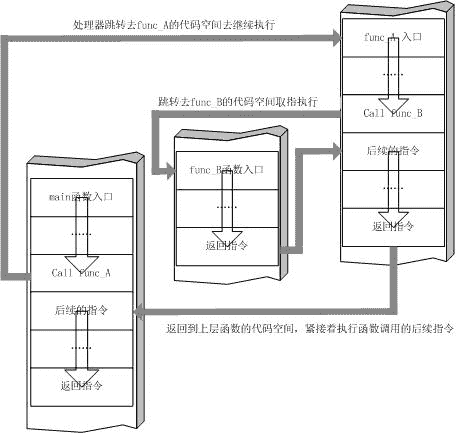 处理器跳转去func_A的代码空间去继续执行
func_A 入口
......
Call func_B
后续的指令
......
返回指令
跳转去func_B的代码空间取指执行
func_B函数入口
......
返回指令
main函数入口
......
Call func_A
后续的指令
......
返回指令
返回到上层函数的代码空间，紧接着执行函数调用的后续指令